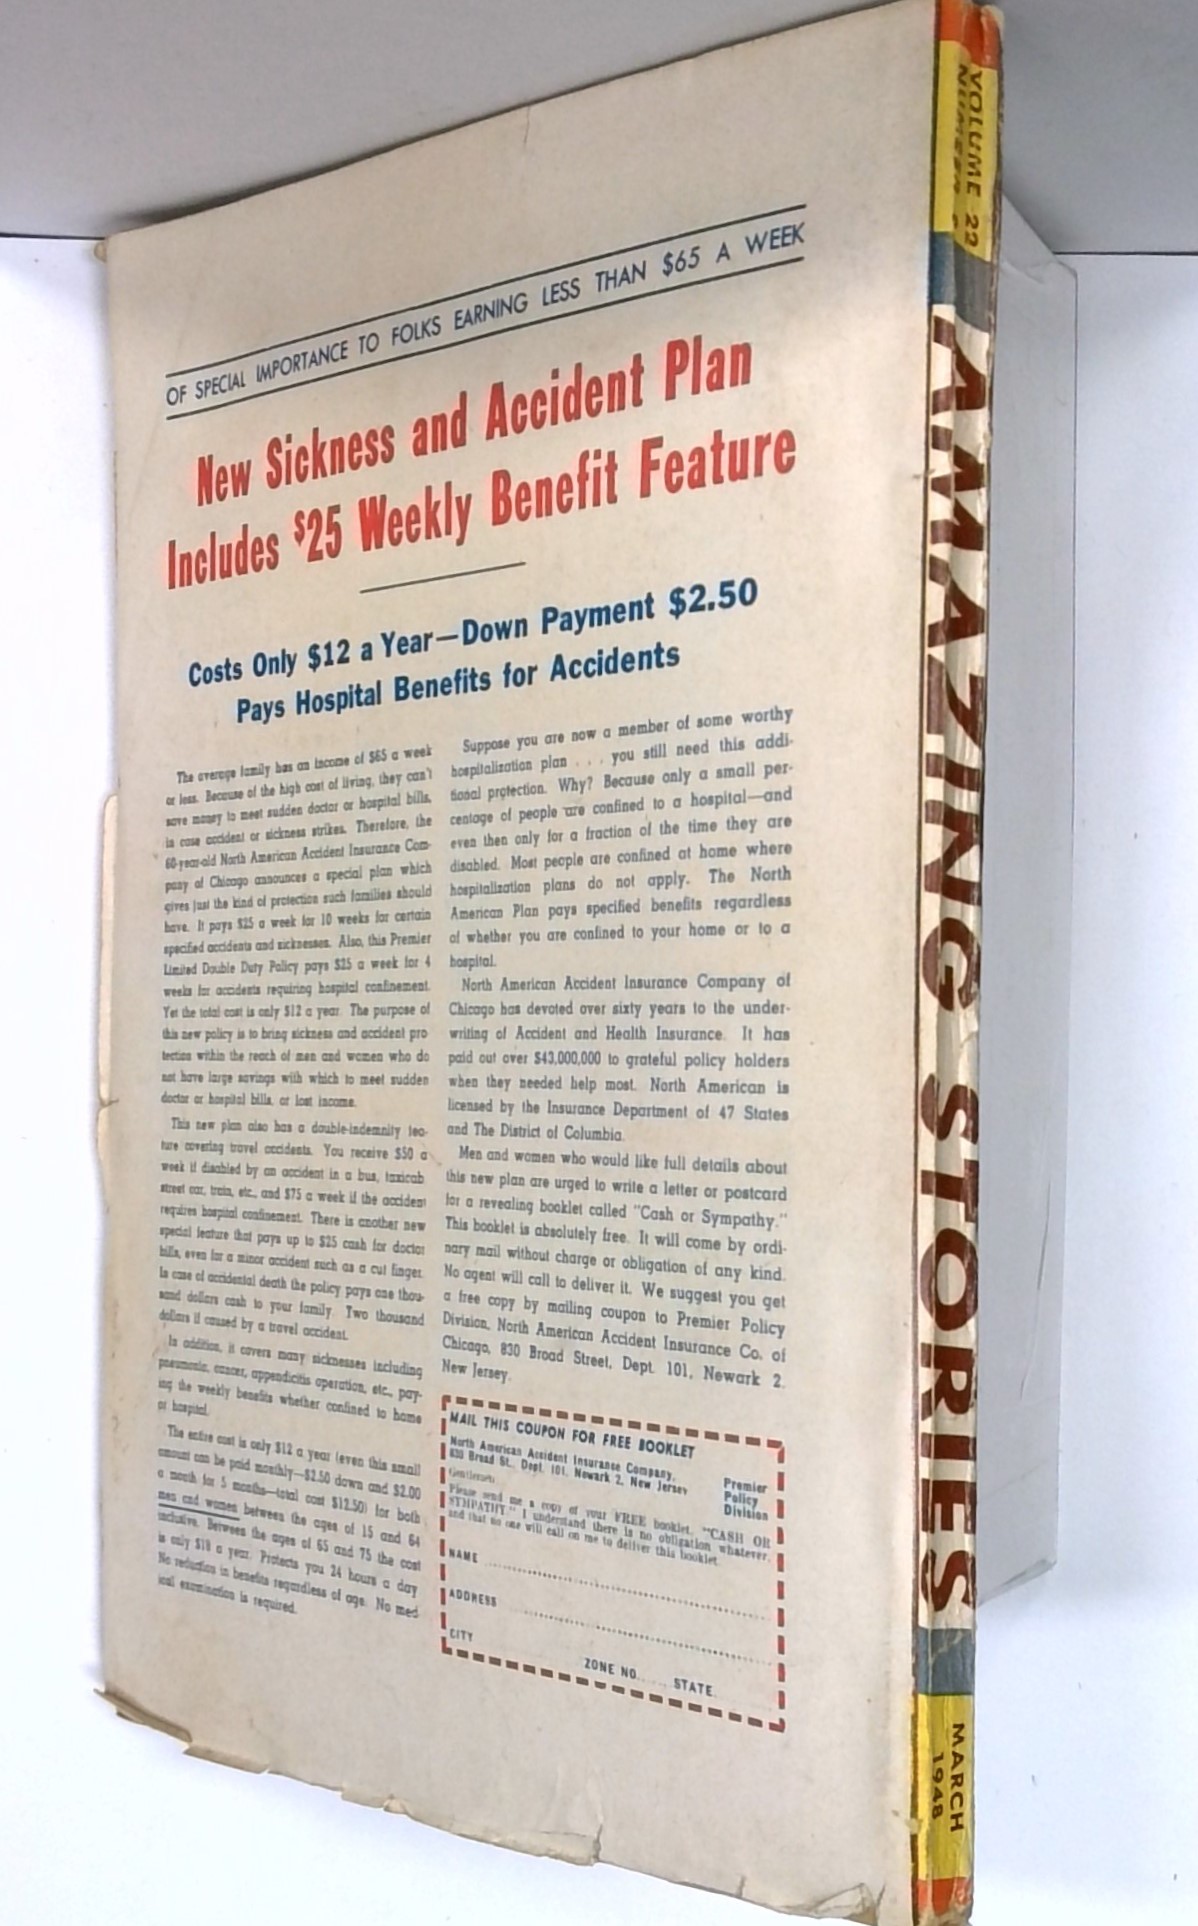 OF SPECIAL IMPORTANCE TO FOLKS EARNING LESS THAN $65 A WEEK
New Sickness and Accident Plan
Includes $25 Weekly Benefit Feature
Costs Only $12 a Year—Down Payment $2.50
Pays Hospital Benefits for Accidents
The average family has an income of $65 a week
or less. Because of the high cost of living, they can't
save money to meet sudden doctor or hospital bills,
in case accident or sickness strikes. Therefore, the
60-year-old North American Accident Insurance Com-
pany of Chicago announces a special plan which
gives just the kind of protection such families should
have. It pays $25 a week for 10 weeks for certain
specified accidents and sicknesses. Also, this Premier
Limited Double Duty Policy pays $25 a week for 4
weeks for accidents requiring hospital confinement.
Yet the total cost is only $12 a year. The purpose of
this new policy is to bring sickness and accident pro
tection within the reach of men and women who do
not have large savings with which to meet sudden
doctor or hospital bills, or lost income.
This new plan also has a double-indemnity fea-
ture covering travel accidents. You receive $50 a
week if disabled by an accident in a bus, taxicab
street car, train, etc., and $75 a week if the accident
requires hospital confinement. There is another new
special feature that pays up to $25 cash for doctor
bills, even for a minor accident such as a cut finger.
In case of accidental death the policy pays one thou-
sand dollars cash to your family. Two thousand
dollars if caused by a travel accident.
In addition, it covers many sicknesses including
pneumonia, cancer, appendicitis operation, etc., pay-
ing the weekly benefits whether confined to home
or hospital.
The entire cost is only $12 a year (even this small
amount can be paid monthly—$2.50 down and $2.00
a month for 5 months—total cost $12.50) for both
men and women between the ages of 15 and 64
inclusive. Between the ages of 65 and 75 the cost
is only $18 a year. Protects you 24 hours a day
No reduction in benefits regardless of age. No med
ical examination is required.
Suppose you are now a member of some worthy
hospitalization plan . . . you still need this addi-
tional protection. Why? Because only a small per-
centage of people are confined to a hospital—and
even then only for a fraction of the time they are
disabled. Most people are confined at home where
hospitalization plans do not apply. The North
American Plan pays specified benefits regardless
of whether you are confined to your home or to a
hospital.
North American Accident Insurance Company of
Chicago has devoted over sixty years to the under-
writing of Accident and Health Insurance. It has
paid out over $43,000,000 to grateful policy holders
when they needed help most. North American is
licensed by the Insurance Department of 47 States
and The District of Columbia.
Men and women who would like full details about
this new plan are urged to write a letter or postcard
for a revealing booklet called "Cash or Sympathy."
This booklet is absolutely free. It will come by ordi-
nary mail without charge or obligation of any kind.
No agent will call to deliver it. We suggest you get
a free copy by mailing coupon to Premier Policy
Division, North American Accident Insurance Co. of
Chicago, 830 Broad Street, Dept. 101, Newark 2.
New Jersey.
MAIL THIS COUPON FOR FREE BOOKLET
North American Accident Insurance Company,
830 Broad St., Dept. 101, Newark 2, New Jersey
Premier
Policy
Division
Gentlemen:
Please send me a copy of your FREE booklet, "CASH OR
SYMPATHY." I understand there is no obligation whatever,
and that no one will call on me to deliver this booklet.
NAME
ADDRESS
CITY ZONE NO. STATE
VOLUME 22
NUMBER
AMAZING STORIES
MARCH
1948